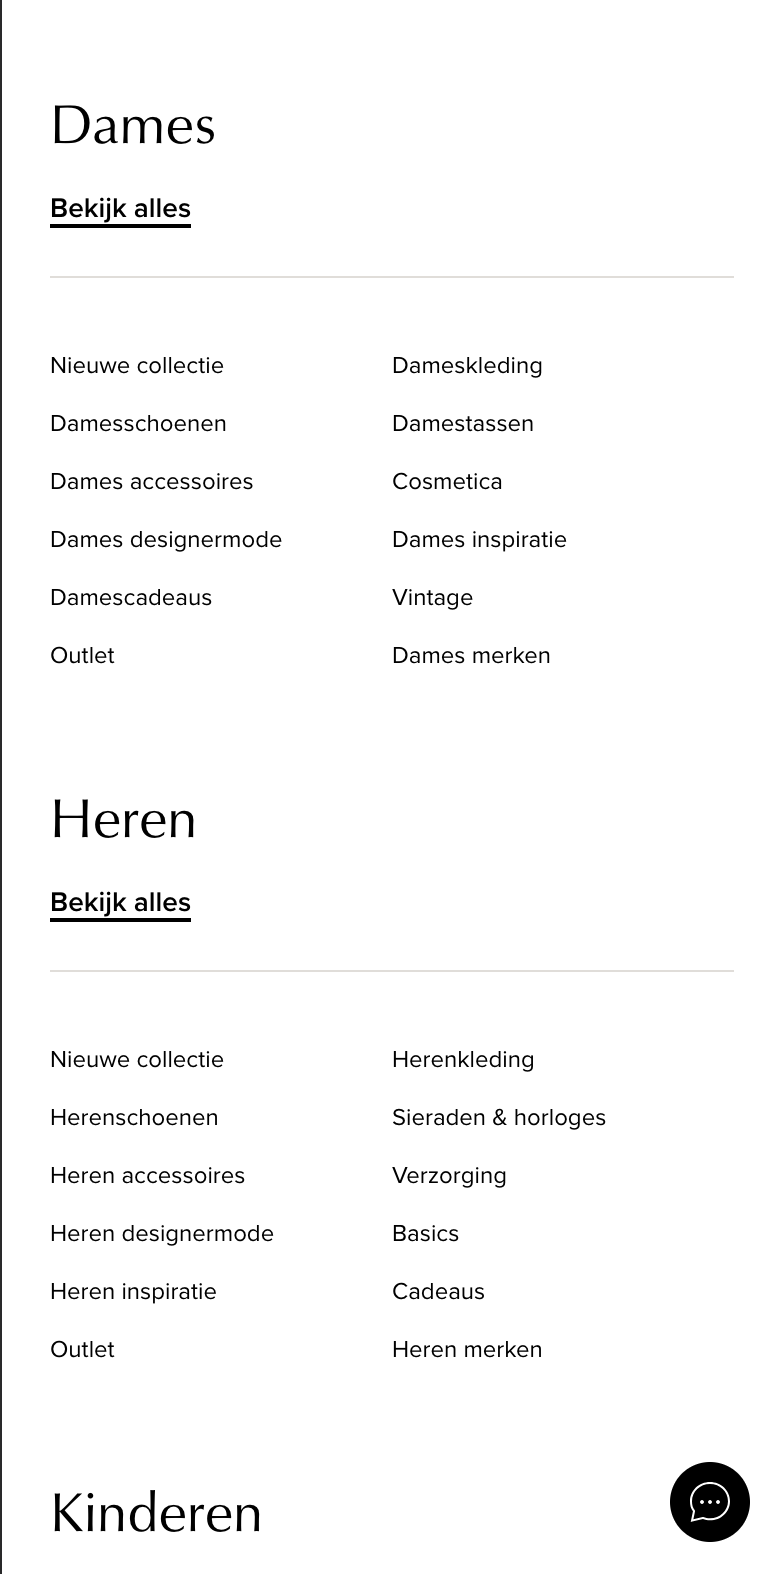 Dames
Bekijk alles
Nieuwe collectie
Dameskleding
Damesschoenen
Damestassen
Dames accessoires
Cosmetica
Dames designermode
Dames inspiratie
Damescadeaus
Vintage
Outlet
Dames merken
Heren
Bekijk alles
Nieuwe collectie
Herenkleding
Herenschoenen
Sieraden & horloges
Heren accessoires
Verzorging
Heren designermode
Basics
Heren inspiratie
Cadeaus
Outlet
Heren merken
Kinderen